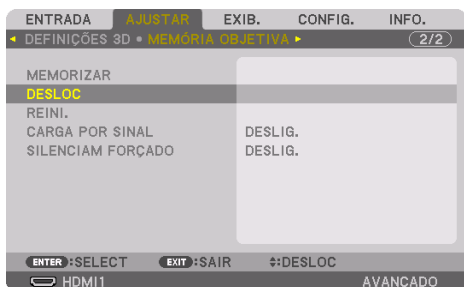 ENTRADA AJUSTAR EXIB. CONFIG. INFO.
DEFINIÇÕES 3D • MEMÓRIA OBJETIVA 2/2
MEMORIZAR
DESLOC
REINI.
CARGA POR SINAL DESLIG.
SILENCIAM FORÇADO DESLIG.
ENTER :SELECT EXIT :SAIR :DESLOC
HDMI1 AVANCADO